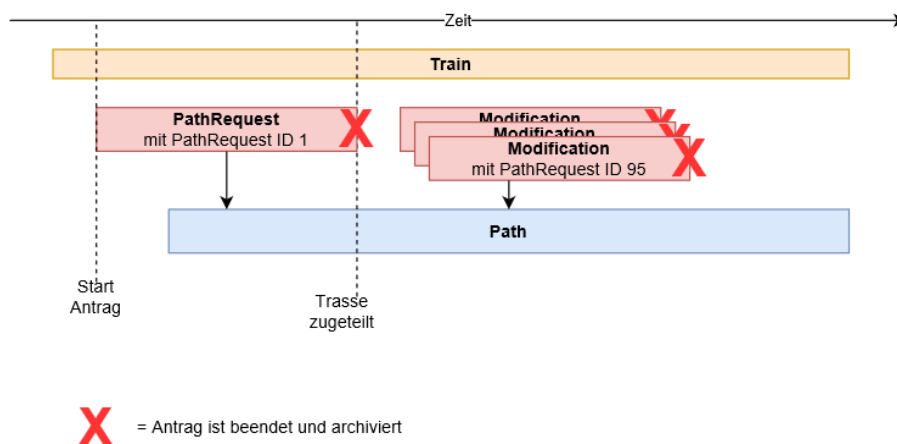 Zeit
Train
PathRequest
mit PathRequest ID 1
Modification
Modification
Modification
mit PathRequest ID 95
Path
Start
Antrag
Trasse
zugeteilt
X = Antrag ist beendet und archiviert